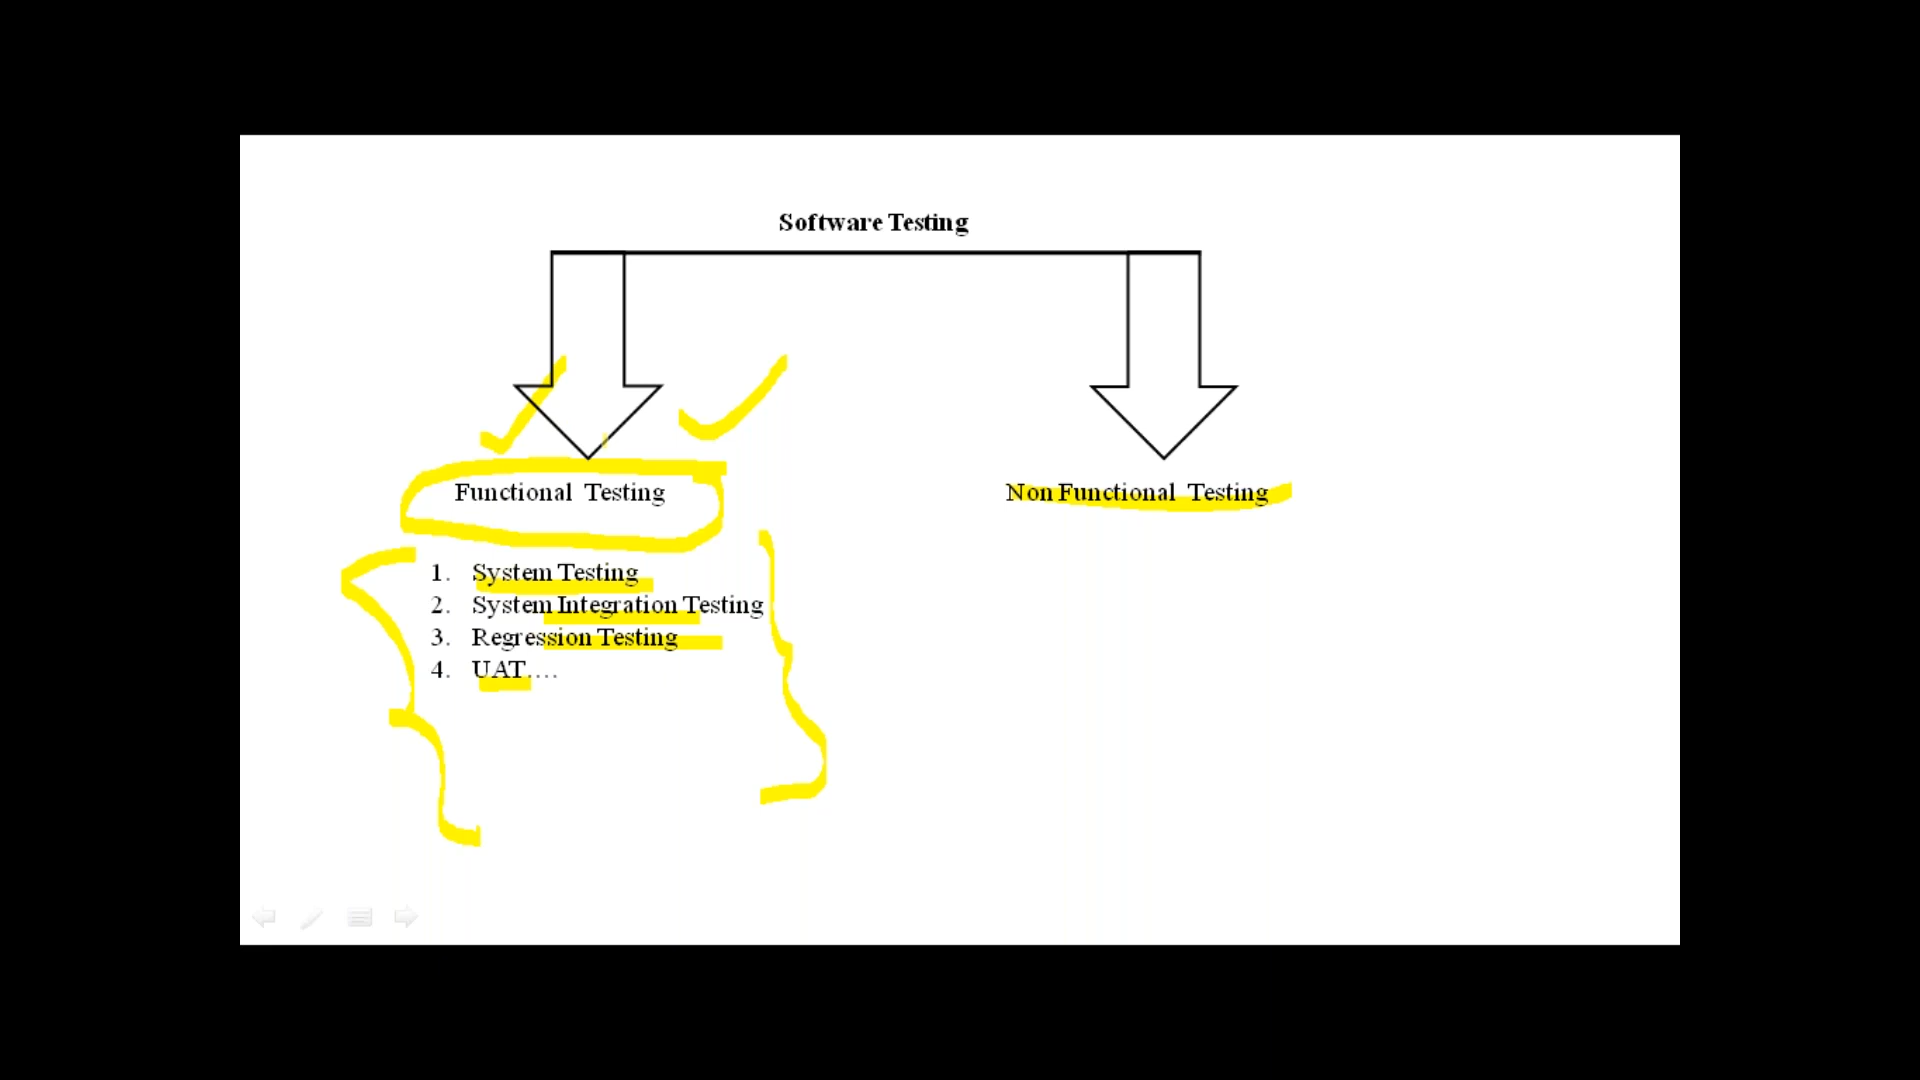 Software Testing
Functional Testing
Non Functional Testing
1. System Testing
2. System Integration Testing
3. Regression Testing
4. UAT....